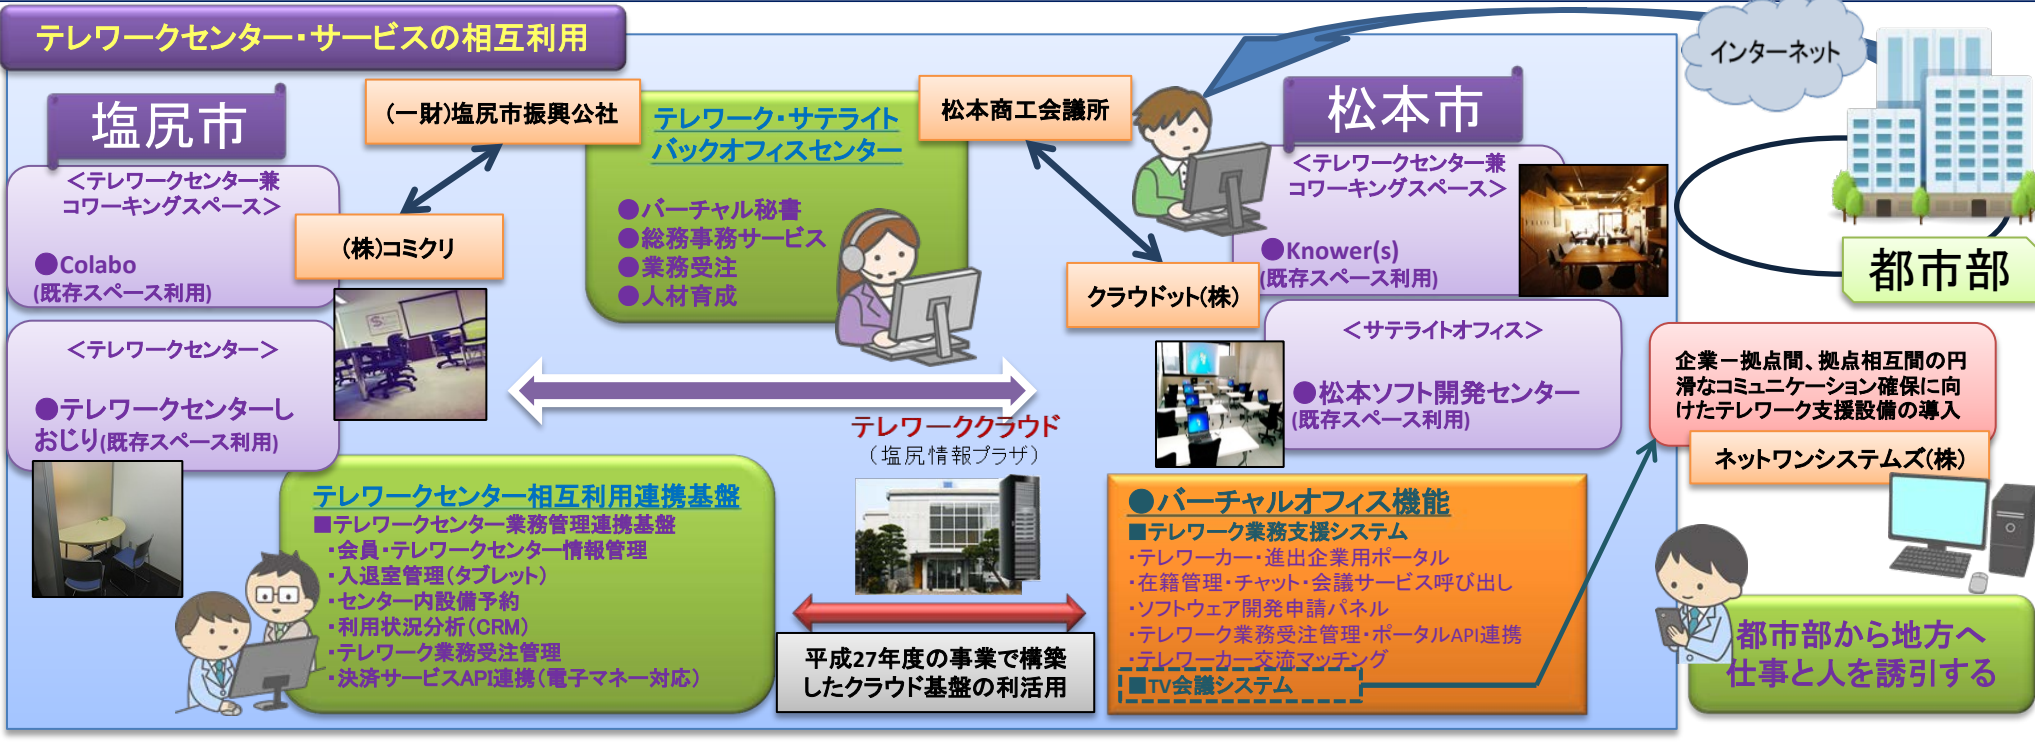 テレワークセンター・サービスの相互利用
インターネット
塩尻市
(一財)塩尻市振興公社
テレワーク・サテライト
バックオフィスセンター
●バーチャル秘書
●総務事務サービス
●業務受注
●人材育成
松本商工会議所
松本市
<テレワークセンター兼
コワーキングスペース>
●Colabo
(既存スペース利用)
(株)コミクリ
<テレワークセンター>
●テレワークセンターし
おじり(既存スペース利用)
クラウドット(株)
<テレワークセンター兼
コワーキングスペース>
●Knower(s)
(既存スペース利用)
<サテライトオフィス>
●松本ソフト開発センター
(既存スペース利用)
都市部
企業－拠点間、拠点相互間の円
滑なコミュニケーション確保に向
けたテレワーク支援設備の導入
ネットワンシステムズ(株)
テレワーククラウド
(塩尻情報プラザ)
テレワークセンター相互利用連携基盤
■テレワークセンター業務管理連携基盤
・会員・テレワークセンター情報管理
・入退室管理(タブレット)
・センター内設備予約
・利用状況分析(CRM)
・テレワーク業務受注管理
・決済サービスAPI連携(電子マネー対応)
平成27年度の事業で構築
したクラウド基盤の利活用
●バーチャルオフィス機能
■テレワーク業務支援システム
・テレワーカー・進出企業用ポータル
・在籍管理・チャット・会議サービス呼び出し
・ソフトウェア開発申請パネル
・テレワーク業務受注管理・ポータルAPI連携
・テレワーカー交流マッチング
■TV会議システム
都市部から地方へ
仕事と人を誘引する